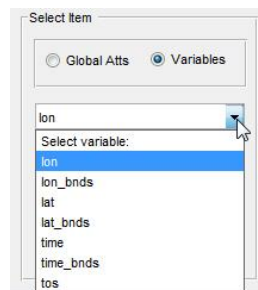 Select Item
Global Atts Variables
lon
Select variable:
lon
lon_bnds
lat
lat_bnds
time
time_bnds
tos